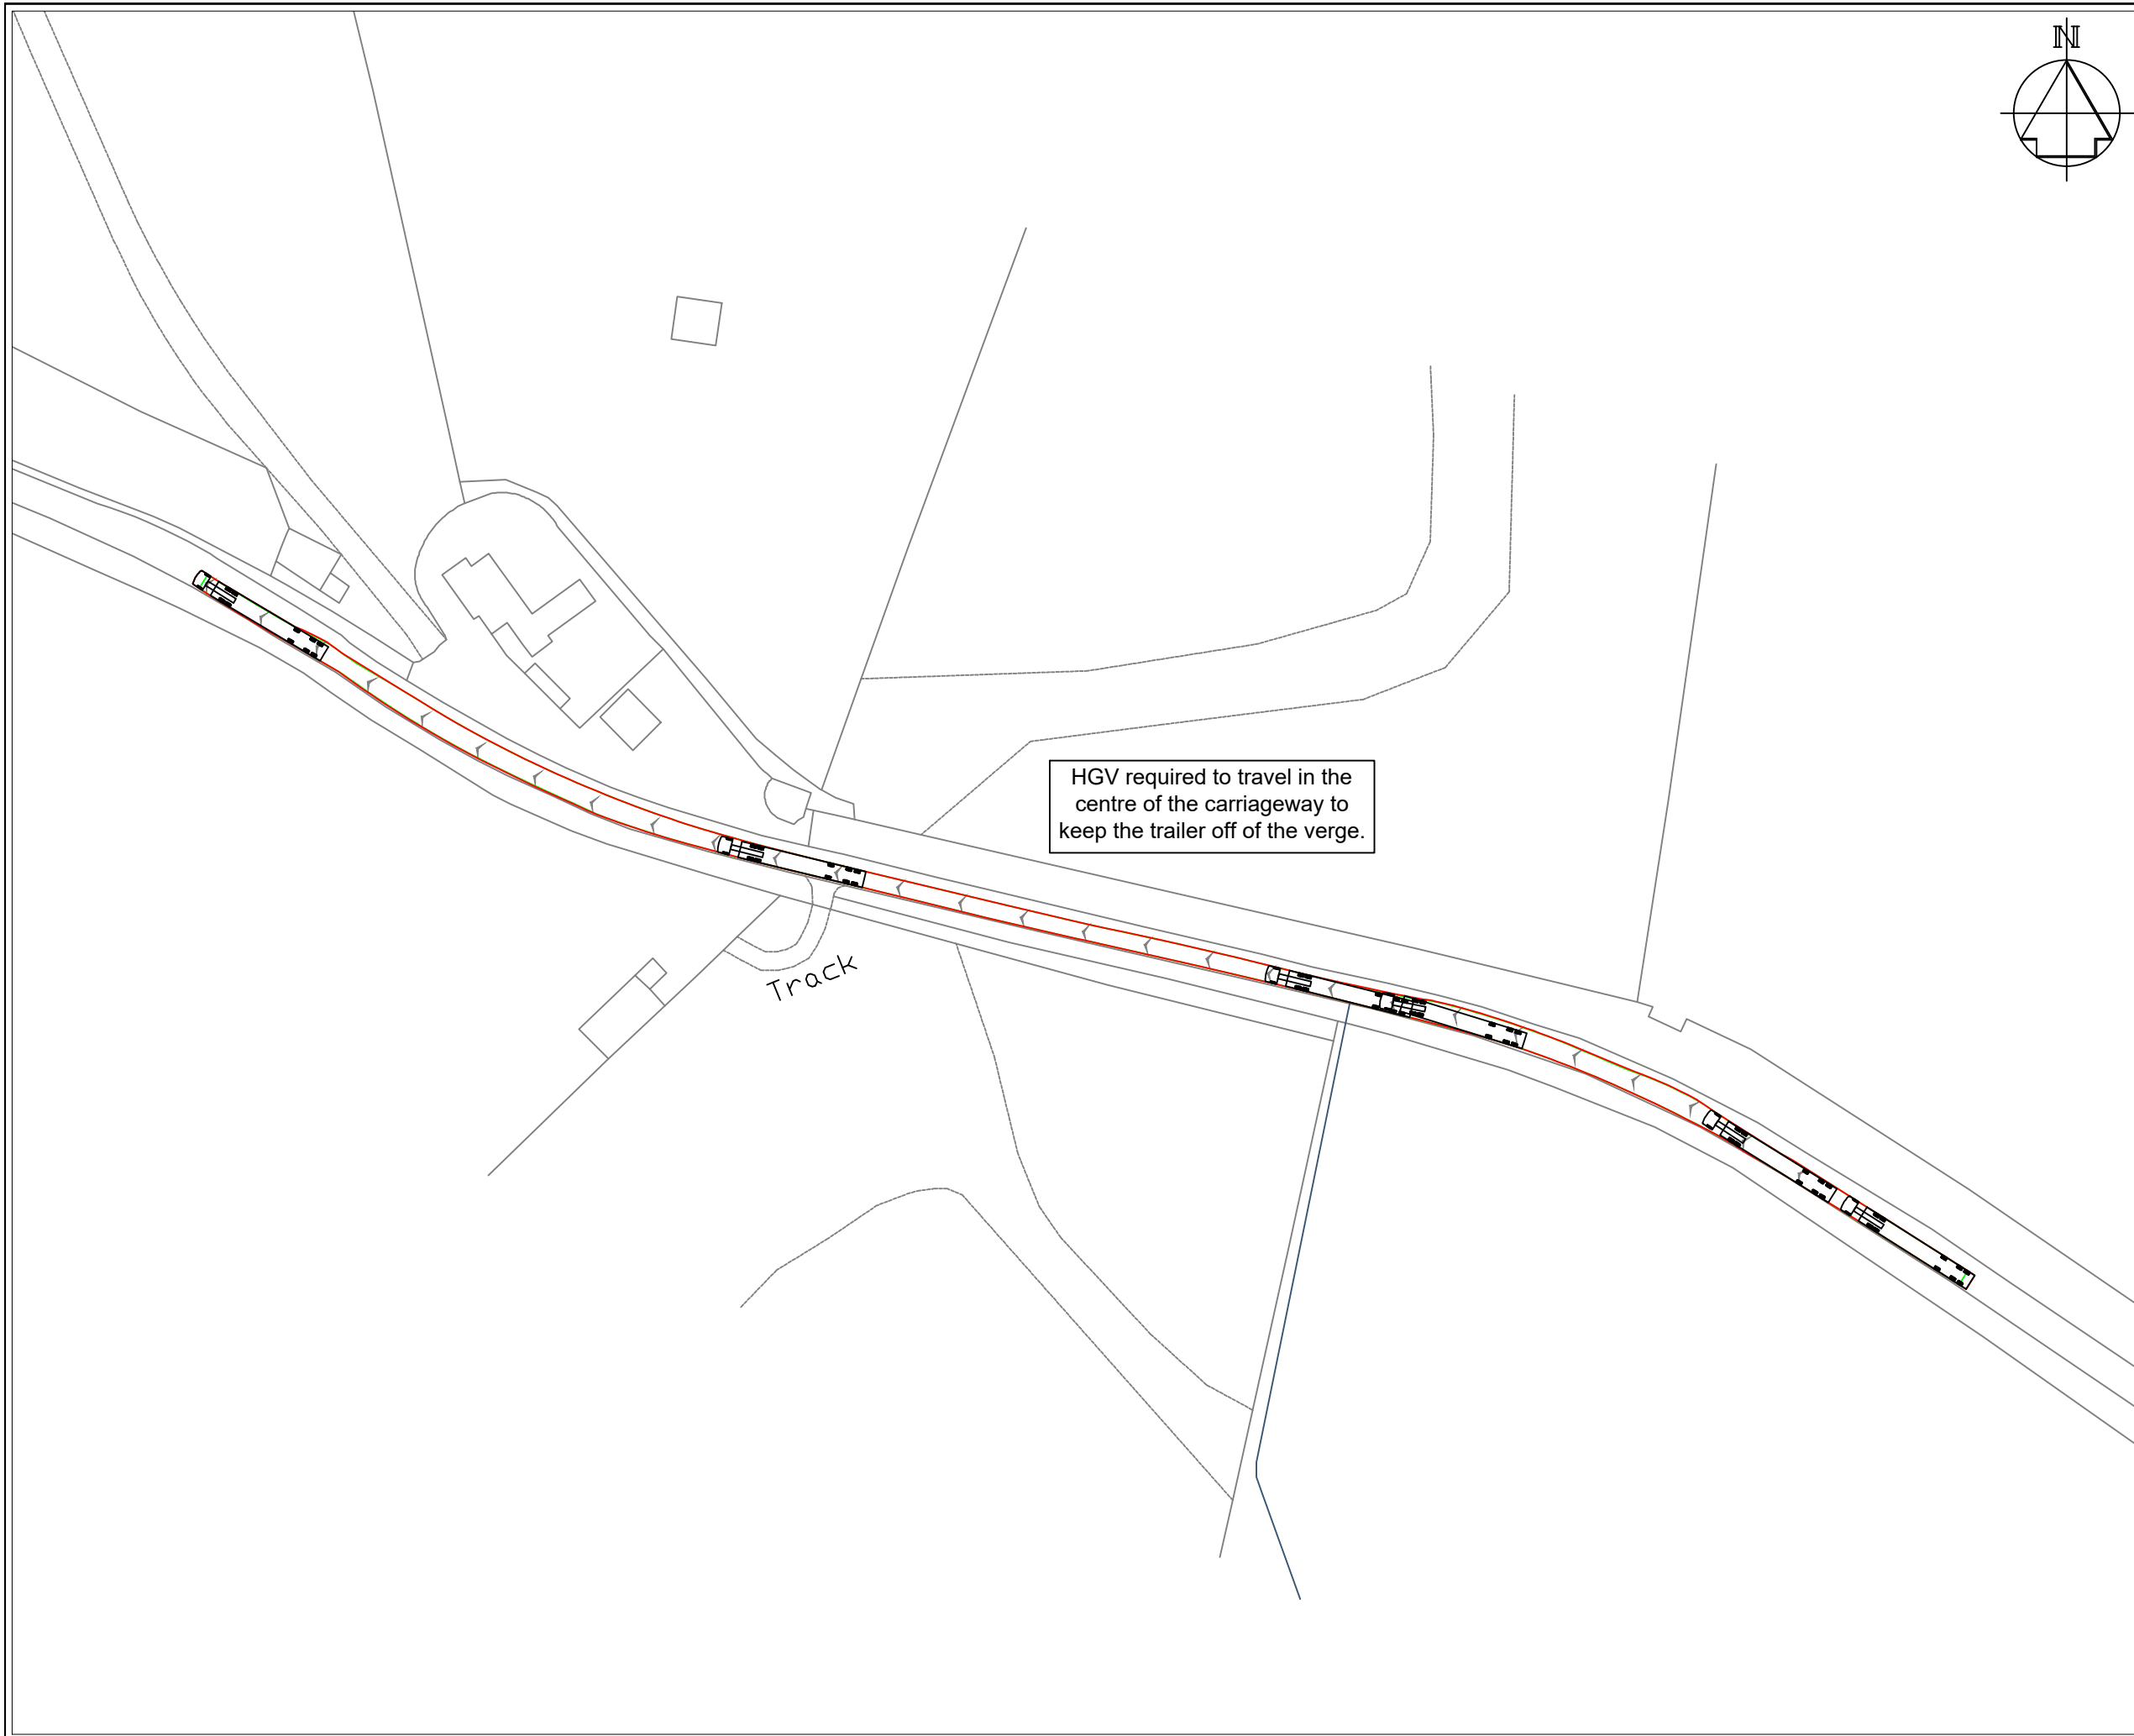 N
HGV required to travel in the
centre of the carriageway to
keep the trailer off of the verge.
Track